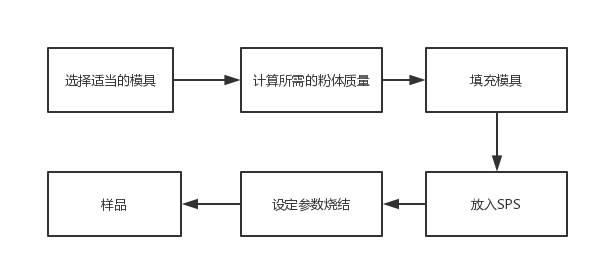 选择适当的模具
计算所需的粉体质量
填充模具
放入SPS
设定参数烧结
样品